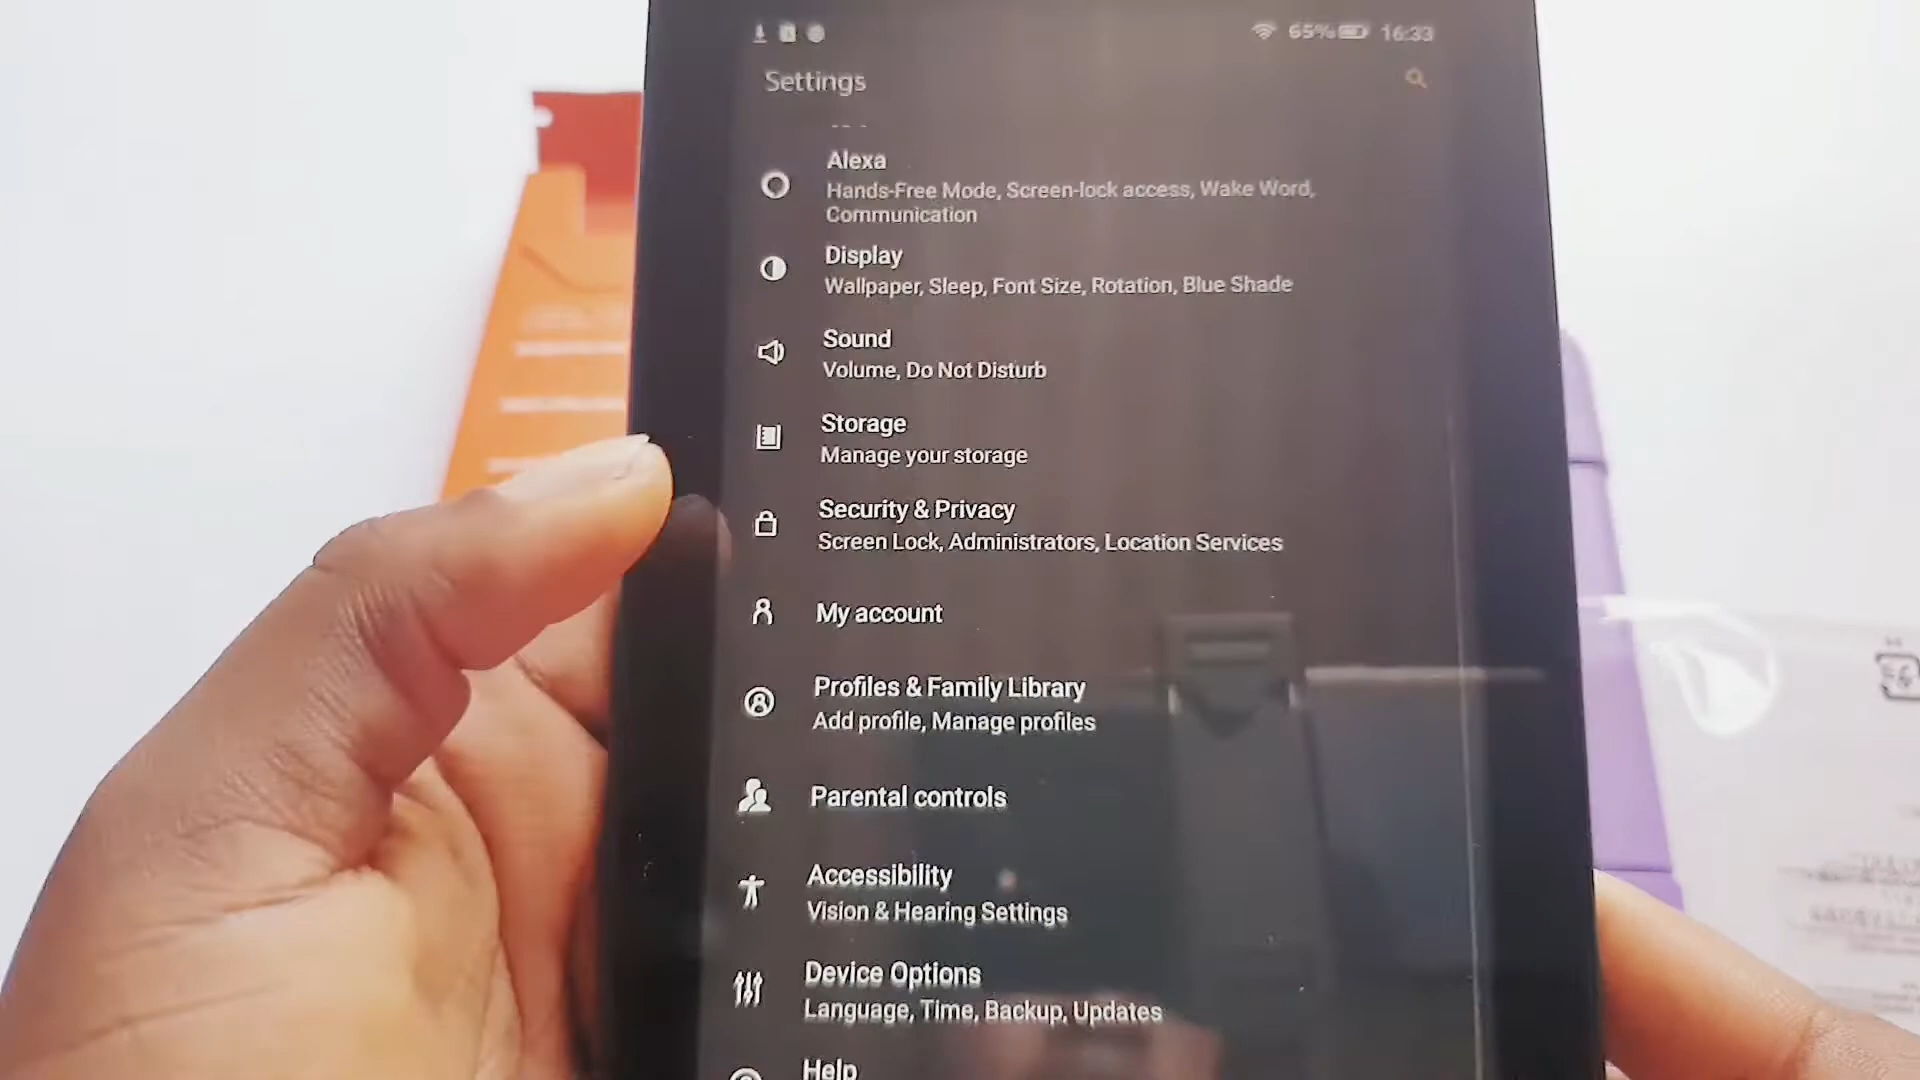 65% 16:33
Settings
Alexa
Hands-Free Mode, Screen-lock access, Wake Word,
Communication
Display
Wallpaper, Sleep, Font Size, Rotation, Blue Shade
Sound
Volume, Do Not Disturb
Storage
Manage your storage
Security & Privacy
Screen Lock, Administrators, Location Services
My account
Profiles & Family Library
Add profile, Manage profiles
Parental controls
Accessibility
Vision & Hearing Settings
Device Options
Language, Time, Backup, Updates
Help